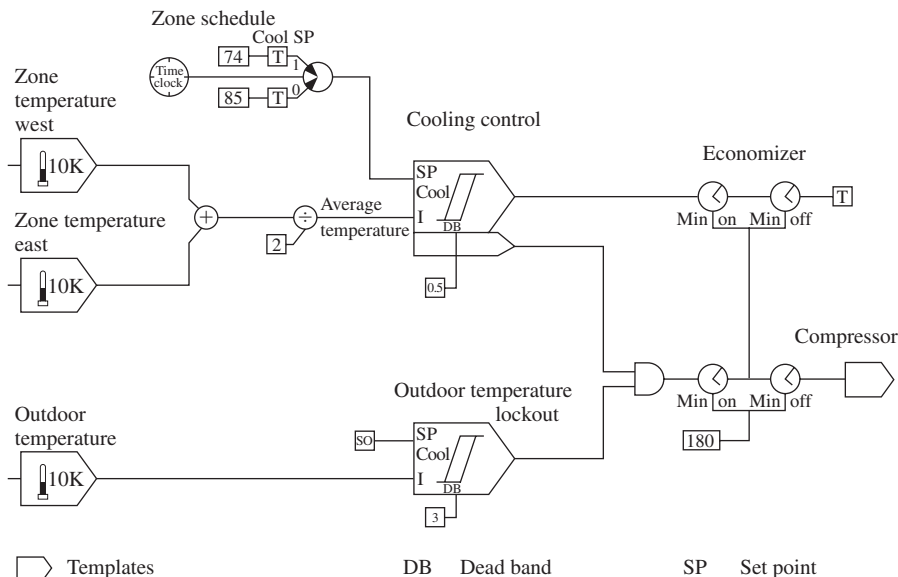 Zone schedule
Cool SP
74 T 1
Time clock
85 T 0
Zone temperature west
10K
Cooling control
Economizer
SP
Cool
I
DB
0.5
Min on Min off
T
Zone temperature east
10K
+
÷
2
Average temperature
Compressor
Outdoor temperature lockout
Min on Min off
180
Outdoor temperature
10K
SO
SP
Cool
I
DB
3
Templates DB Dead band SP Set point